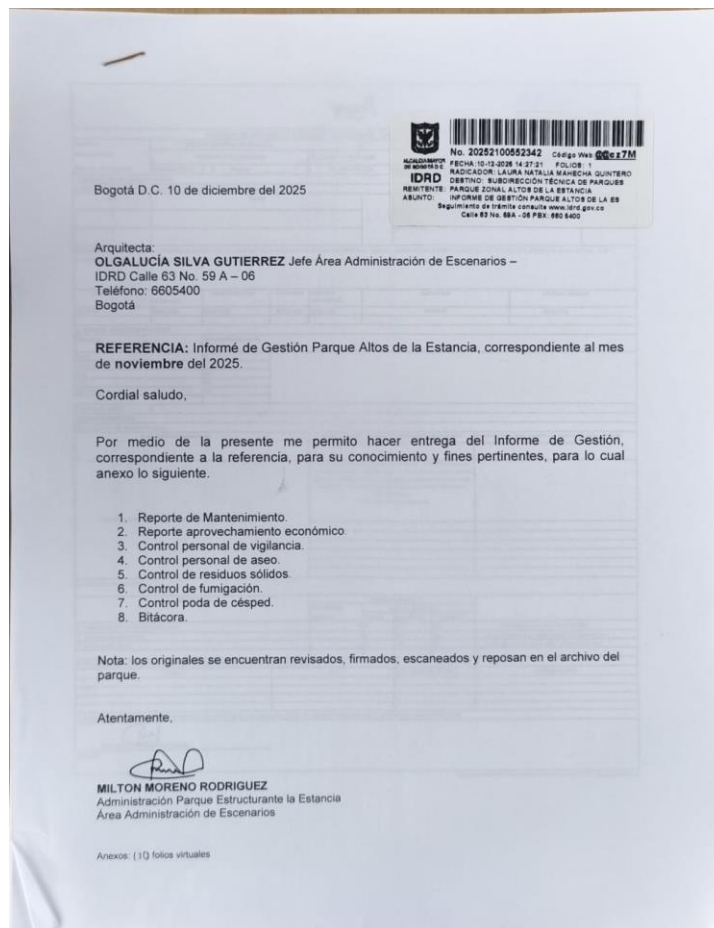 ALCALDÍA MAYOR
DE BOGOTÁ D.C.
IDRD
No. 20252100552342 Código Web: @@ez7M
FECHA:10-12-2025 14:27:21 FOLIOS: 1
RADICADOR: LAURA NATALIA MAHECHA QUINTERO
DESTINO: SUBDIRECCIÓN TÉCNICA DE PARQUES
REMITENTE: PARQUE ZONAL ALTOS DE LA ESTANCIA
ASUNTO: INFORME DE GESTIÓN PARQUE ALTOS DE LA ES
Seguimiento de trámite consulte www.idrd.gov.co
Calle 63 No. 59A - 06 PBX: 660 5400
Bogotá D.C. 10 de diciembre del 2025
Arquitecta:
OLGALUCÍA SILVA GUTIERREZ Jefe Área Administración de Escenarios –
IDRD Calle 63 No. 59 A – 06
Teléfono: 6605400
Bogotá
REFERENCIA: Informé de Gestión Parque Altos de la Estancia, correspondiente al mes
de noviembre del 2025.
Cordial saludo,
Por medio de la presente me permito hacer entrega del Informe de Gestión,
correspondiente a la referencia, para su conocimiento y fines pertinentes, para lo cual
anexo lo siguiente.
1. Reporte de Mantenimiento.
2. Reporte aprovechamiento económico.
3. Control personal de vigilancia.
4. Control personal de aseo.
5. Control de residuos sólidos.
6. Control de fumigación.
7. Control poda de césped.
8. Bitácora.
Nota: los originales se encuentran revisados, firmados, escaneados y reposan en el archivo del
parque.
Atentamente,
MILTON MORENO RODRIGUEZ
Administración Parque Estructurante la Estancia
Área Administración de Escenarios
Anexos: ( ) folios virtuales